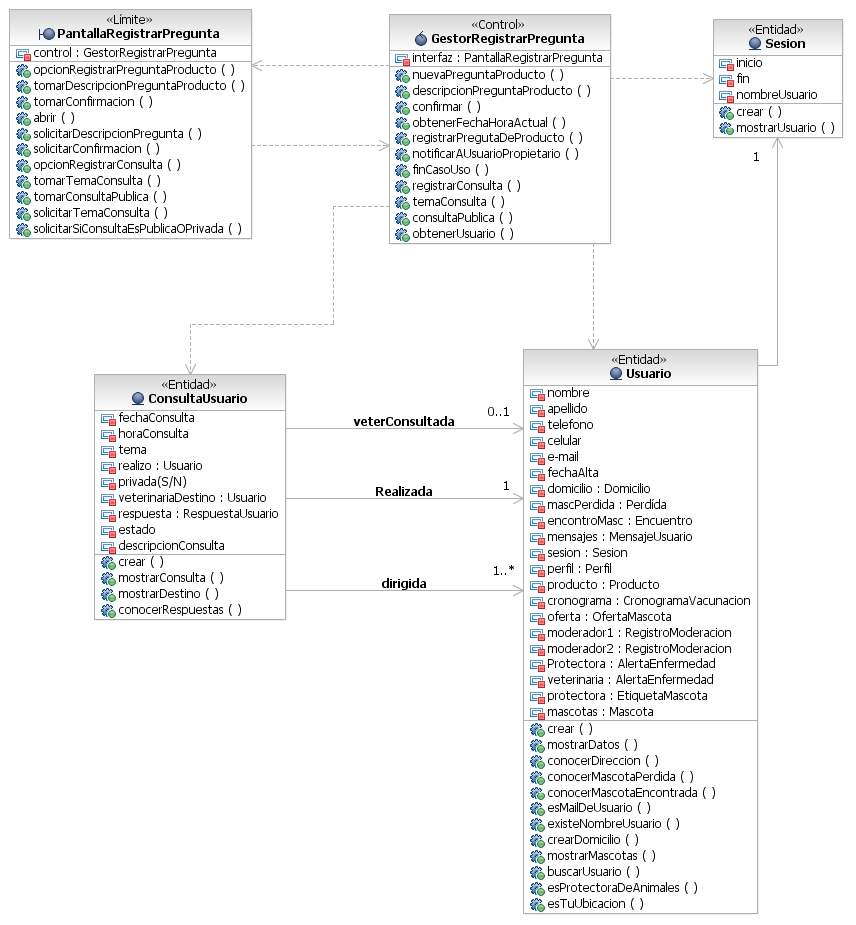 «Límite»
PantallaRegistrarPregunta
control : GestorRegistrarPregunta
opcionRegistrarPreguntaProducto ( )
tomarDescripcionPreguntaProducto ( )
tomarConfirmacion ( )
abrir ( )
solicitarDescripcionPregunta ( )
solicitarConfirmacion ( )
opcionRegistrarConsulta ( )
tomarTemaConsulta ( )
tomarConsultaPublica ( )
solicitarTemaConsulta ( )
solicitarSiConsultaEsPublicaOPrivada ( )
«Control»
GestorRegistrarPregunta
interfaz : PantallaRegistrarPregunta
nuevaPreguntaProducto ( )
descripcionPreguntaProducto ( )
confirmar ( )
obtenerFechaHoraActual ( )
registrarPregutaDeProducto ( )
notificarAUsuarioPropietario ( )
finCasoUso ( )
registrarConsulta ( )
temaConsulta ( )
consultaPublica ( )
obtenerUsuario ( )
«Entidad»
Sesion
inicio
fin
nombreUsuario
crear ( )
mostrarUsuario ( )
1
«Entidad»
ConsultaUsuario
fechaConsulta
horaConsulta
tema
realizo : Usuario
privada(S/N)
veterinariaDestino : Usuario
respuesta : RespuestaUsuario
estado
descripcionConsulta
crear ( )
mostrarConsulta ( )
mostrarDestino ( )
conocerRespuestas ( )
0..1
veterConsultada
1
Realizada
1..*
dirigida
«Entidad»
Usuario
nombre
apellido
telefono
celular
e-mail
fechaAlta
domicilio : Domicilio
mascPerdida : Perdída
encontroMasc : Encuentro
mensajes : MensajeUsuario
sesion : Sesion
perfil : Perfil
producto : Producto
cronograma : CronogramaVacunacion
oferta : OfertaMascota
moderador1 : RegistroModeracion
moderador2 : RegistroModeracion
Protectora : AlertaEnfermedad
veterinaria : AlertaEnfermedad
protectora : EtiquetaMascota
mascotas : Mascota
crear ( )
mostrarDatos ( )
conocerDireccion ( )
conocerMascotaPerdida ( )
conocerMascotaEncontrada ( )
esMailDeUsuario ( )
existeNombreUsuario ( )
crearDomicilio ( )
mostrarMascotas ( )
buscarUsuario ( )
esProtectoraDeAnimales ( )
esTuUbicacion ( )